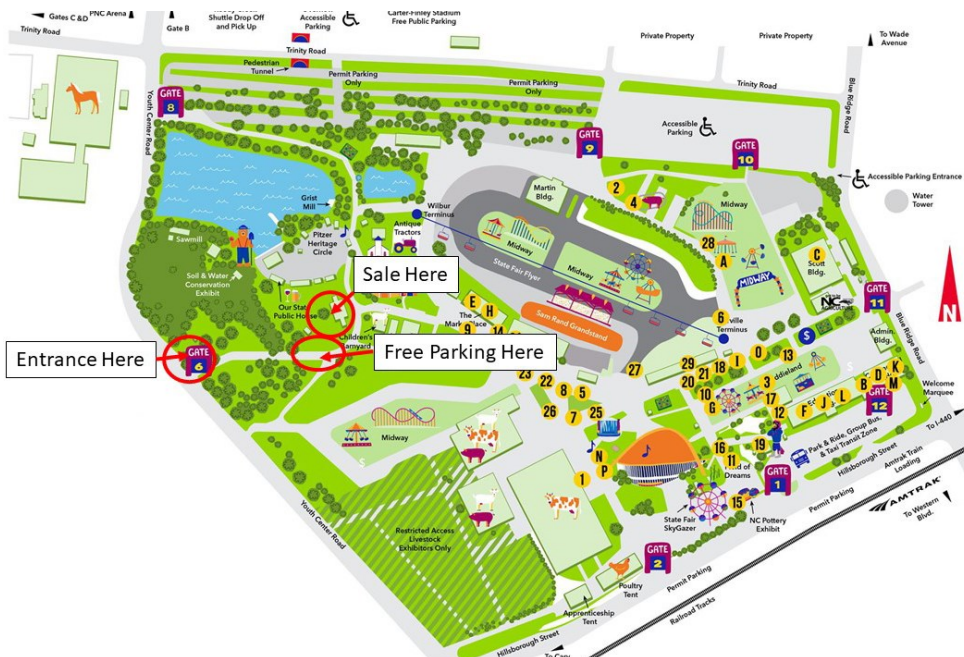 Gates C &D
PNC Arena
Shuttle Drop Off
and Pick Up
Accessible
Parking
Carter-Finley Stadium
Free Public Parking
Trinity Road
Gate B
Trinity Road
Pedestrian
Tunnel
Permit Parking
Only
Permit Parking
Only
Private Property
Private Property
To Wade
Avenue
Trinity Road
Blue Ridge Road
Youth Center Road
GATE
8
GATE
9
GATE
10
Accessible
Parking
Accessible Parking Entrance
Water
Tower
Grist
Mill
Wilbur
Terminus
Martin
Bldg.
2
4
Midway
Sawmill
Pitzer
Heritage
Circle
Antique
Tractors
Midway
State Fair Flyer
Midway
28
A
C
Scott
Bldg.
MIDWAY
Soil & Water
Conservation
Exhibit
Sale Here
Our State
Public House
E
H
The
9
14
Sam Rand Grandstand
6
Terminus
NC
GATE
11
Admin.
Bldg.
Blue Ridge Road
N
Entrance Here
GATE
6
Children's
Free Parking Here
23
22
8
5
27
29
21
18
I
O
13
20
10
G
3
17
12
S
F
J
L
B
D
K
M
GATE
12
Welcome
Marquee
To I-440
26
7
25
N
P
1
16
11
19
of
Dreams
15
GATE
1
Park & Ride, Group Bus,
& Taxi Transit Zone
Hillsborough Street
Amtrak Train
Loading
Midway
S
State Fair
SkyGazer
NC Pottery
Exhibit
Permit Parking
AMTRAK
To Western
Blvd.
Youth Center Road
Restricted Access
Livestock
Exhibitors Only
GATE
2
Poultry
Tent
Apprenticeship
Tent
Permit Parking
Railroad Tracks
Hillsborough Street
To Cary